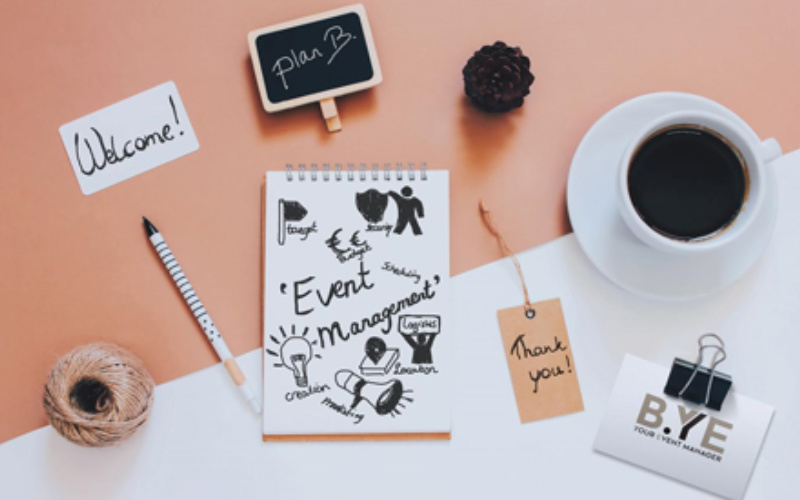 Plan B.
Welcome!
target
security
Budget
Scheduling
'Event
Management'
Logistics
Location
creation
marketing
Thank
you!
B.YE
YOUR EVENT MANAGER